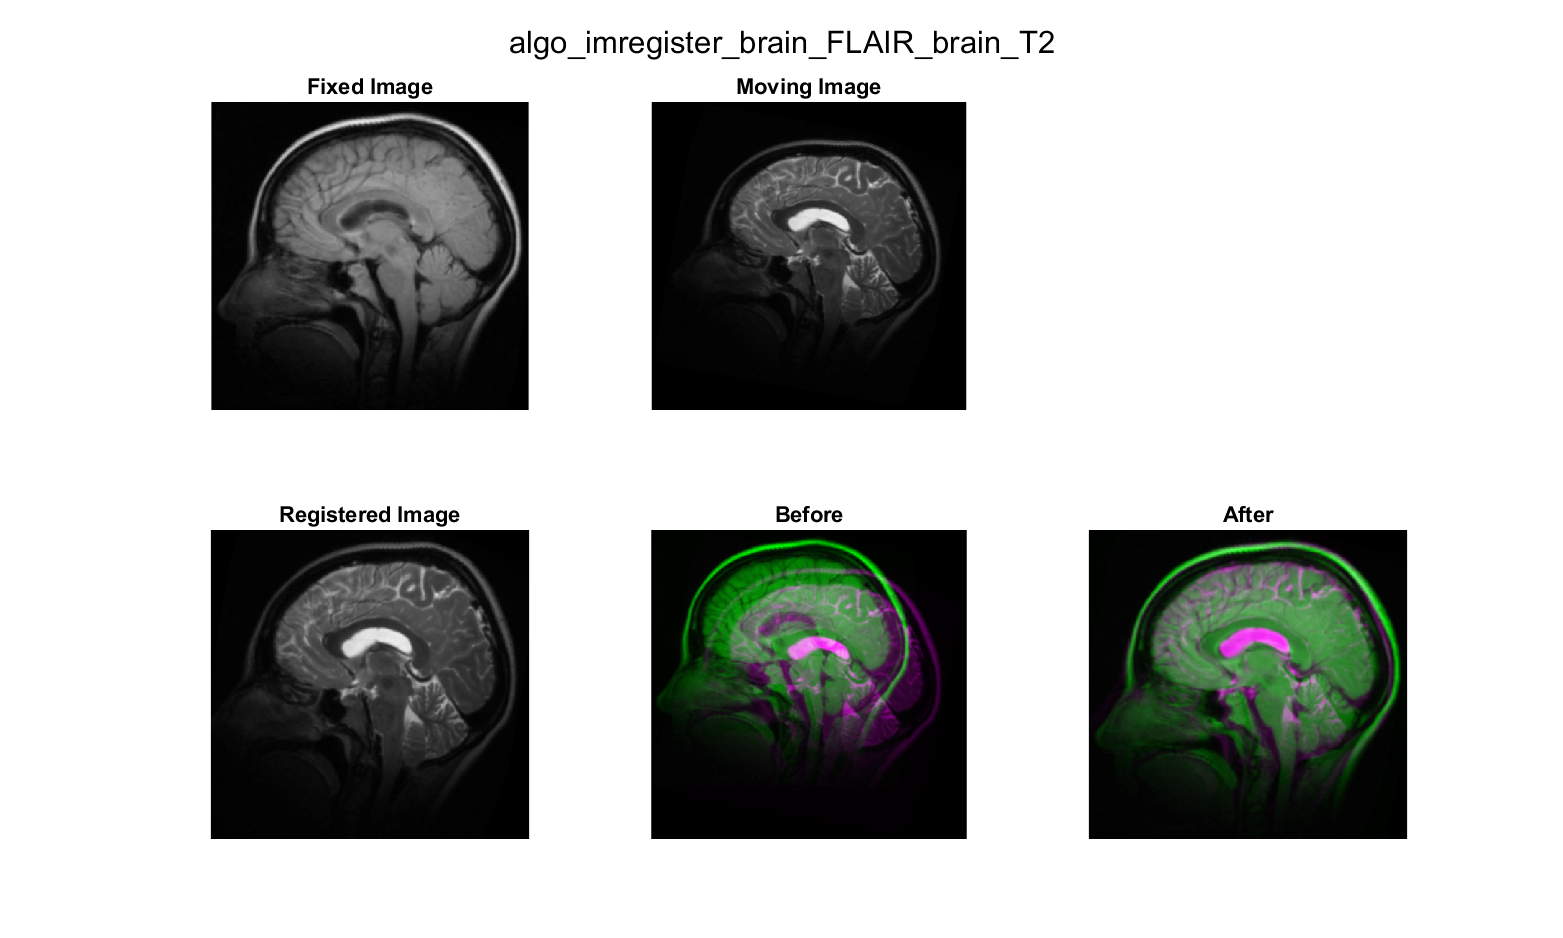 algo_imregister_brain_FLAIR_brain_T2
Fixed Image
Moving Image
Registered Image
Before
After